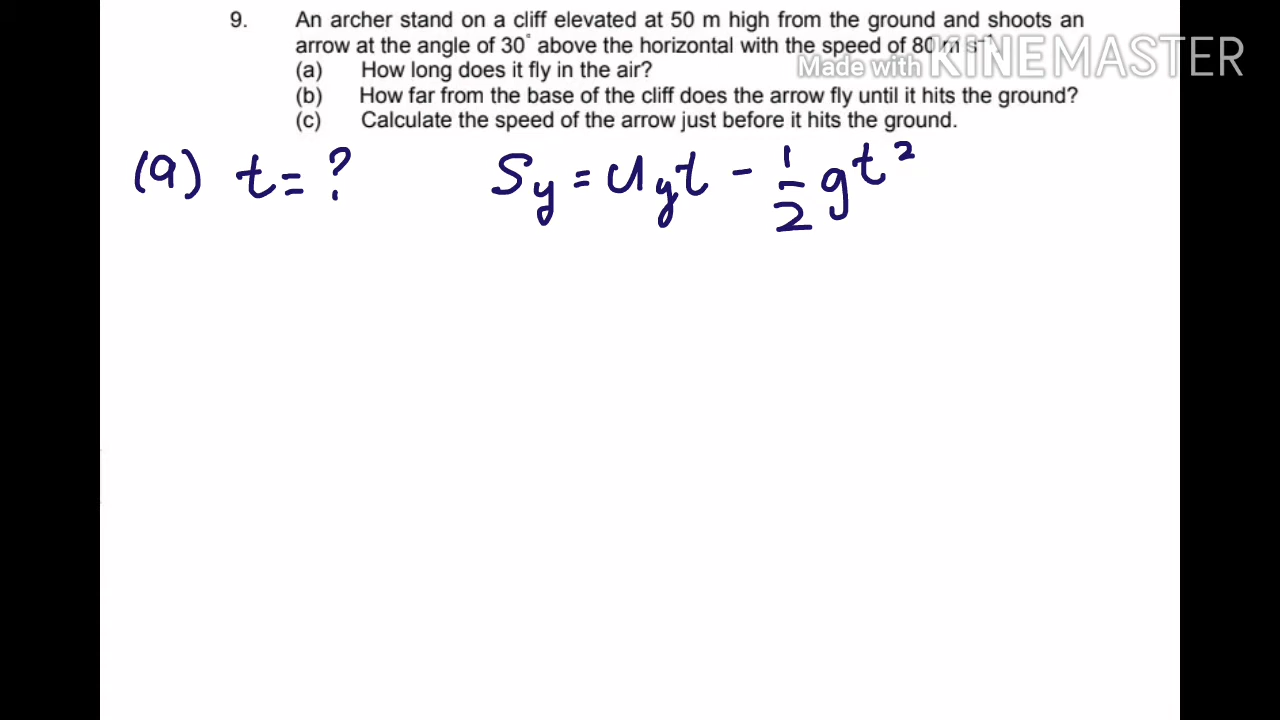 9. An archer stand on a cliff elevated at 50 m high from the ground and shoots an
arrow at the angle of 30° above the horizontal with the speed of 80 m s⁻¹.
Made with KINEMASTER
(a) How long does it fly in the air?
(b) How far from the base of the cliff does the arrow fly until it hits the ground?
(c) Calculate the speed of the arrow just before it hits the ground.
(a) t = ? Sy = uyt - 1/2 gt²